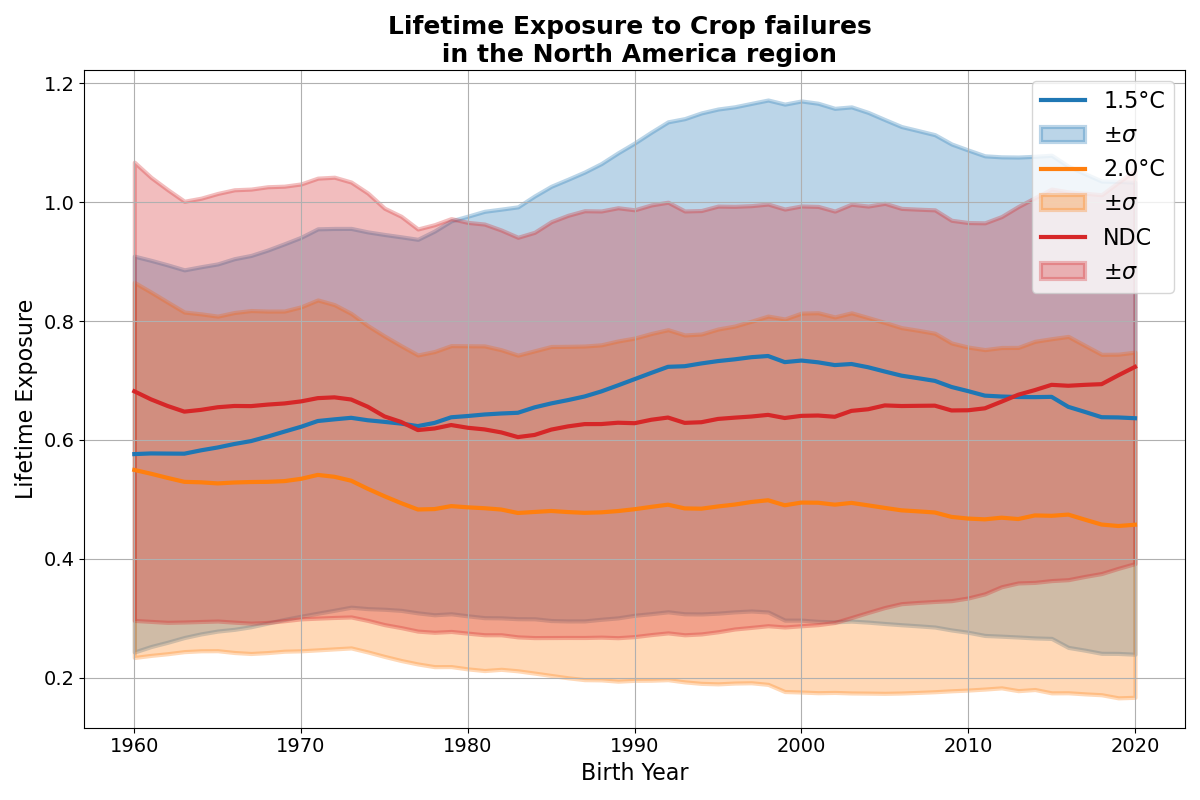 Lifetime Exposure to Crop failures
in the North America region
Lifetime Exposure
1.2
1.0
0.8
0.6
0.4
0.2
1960
1970
1980
1990
2000
2010
2020
Birth Year
1.5°C
±σ
2.0°C
±σ
NDC
±σ